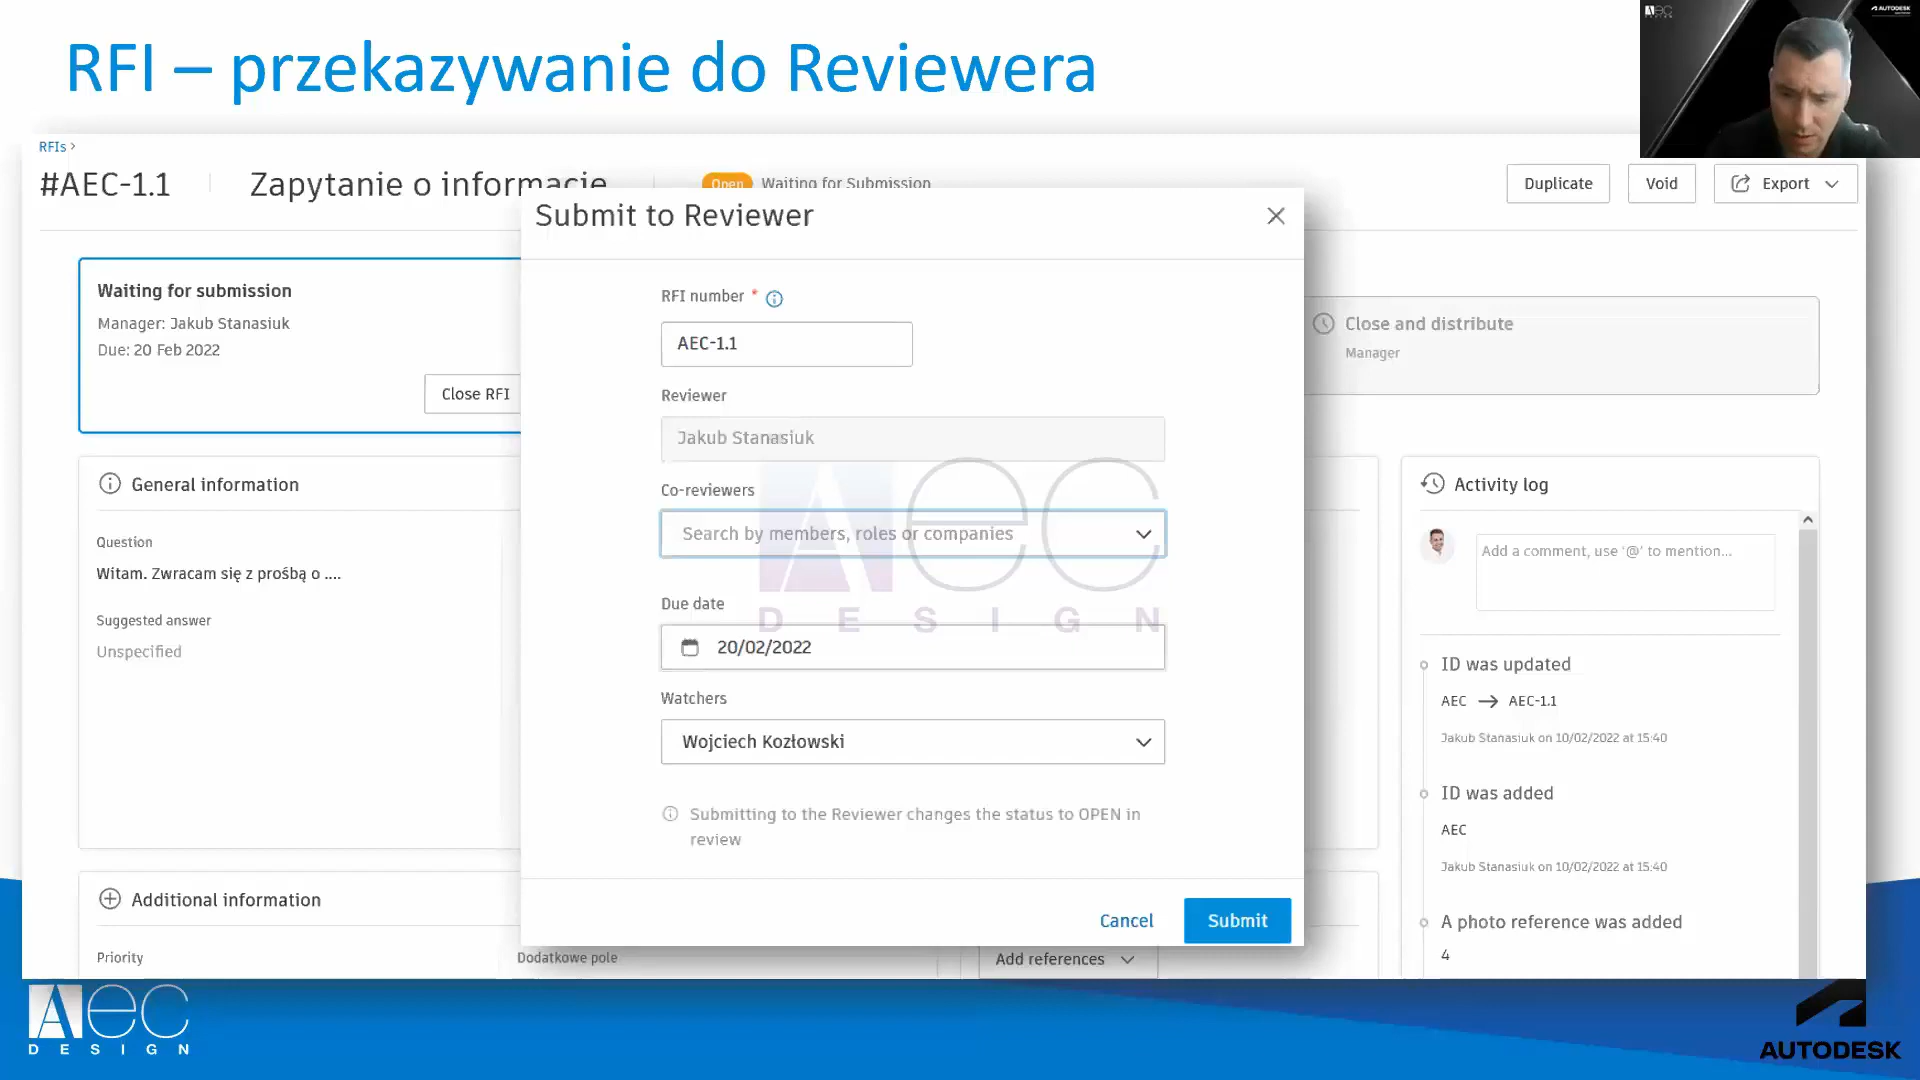 RFI – przekazywanie do Reviewera
AEC
DESIGN
AUTODESK
RFIs
#AEC-1.1
Zapytanie o informacje
Open
Waiting for Submission
Duplicate
Void
Export
Submit to Reviewer
Waiting for submission
Manager: Jakub Stanasiuk
Due: 20 Feb 2022
Close RFI
RFI number *
AEC-1.1
Reviewer
Jakub Stanasiuk
Co-reviewers
Search by members, roles or companies
Due date
20/02/2022
Watchers
Wojciech Kozłowski
Submitting to the Reviewer changes the status to OPEN in
review
Cancel
Submit
AEC
DESIGN
Close and distribute
Manager
General information
Question
Witam. Zwracam się z prośbą o ....
Suggested answer
Unspecified
Activity log
Add a comment, use '@' to mention...
ID was updated
AEC → AEC-1.1
Jakub Stanasiuk on 10/02/2022 at 15:40
ID was added
AEC
Jakub Stanasiuk on 10/02/2022 at 15:40
A photo reference was added
4
Additional information
Priority
Dodatkowe pole
Add references
AEC
DESIGN
AUTODESK